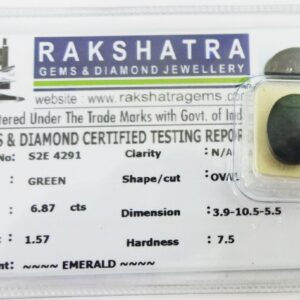 RAKSHATRA
GEMS & DIAMOND JEWELLERY
website : www.rakshatragems.com
tered Under The Trade Marks with Govt. of Ind
S & DIAMOND CERTIFIED TESTING REPOR
No. : S2E 4291 Clarity : N/A
: GREEN Shape/cut : OVAL
: 6.87 cts
: 1.57 Dimension : 3.9-10.5-5.5
Hardness : 7.5
t : ~~~~ EMERALD ~~~~